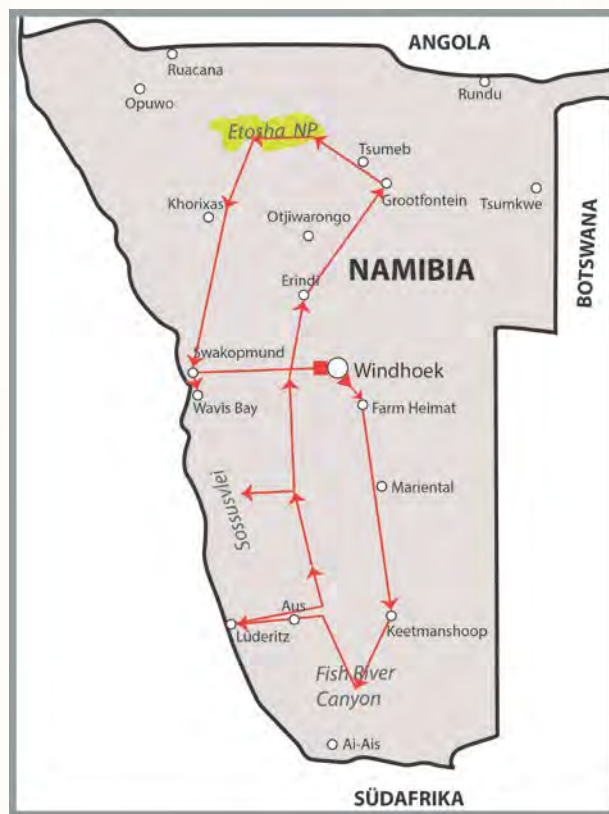 ANGOLA
Ruacana
Opuwo
Rundu
Etosha NP
Tsumeb
Grootfontein
Tsumkwe
Khorixas
Otjiwarongo
NAMIBIA
BOTSWANA
Erindi
Swakopmund
Windhoek
Wavis Bay
Farm Heimat
Mariental
Sossusvlei
Aus
Lüderitz
Keetmanshoop
Fish River
Canyon
Ai-Ais
SÜDAFRIKA